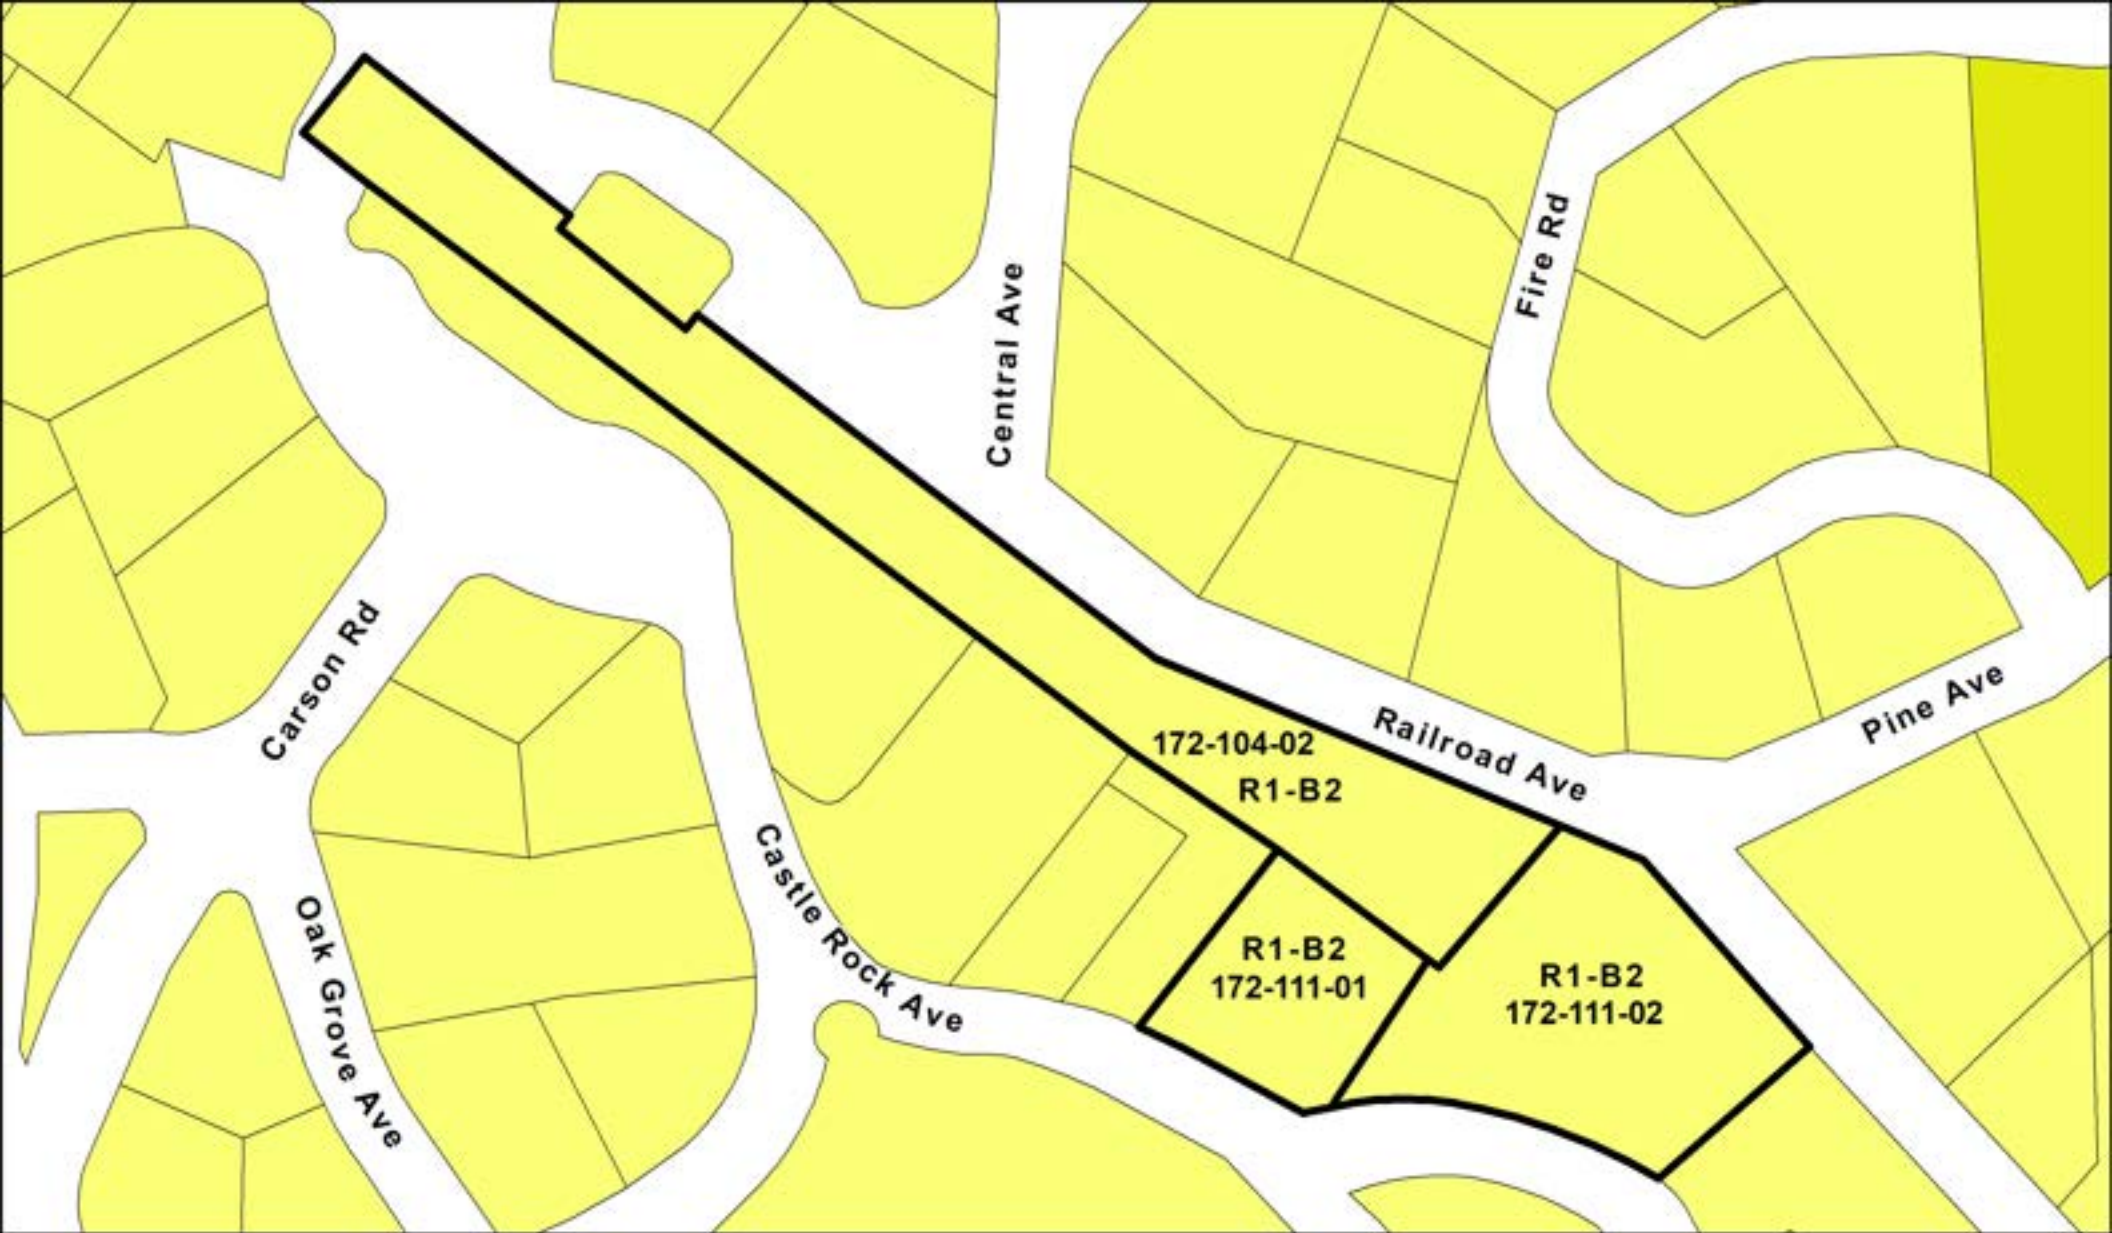 Fire Rd
Central Ave
Carson Rd
Pine Ave
Railroad Ave
172-104-02
R1-B2
Castle Rock Ave
Oak Grove Ave
R1-B2
172-111-01
R1-B2
172-111-02